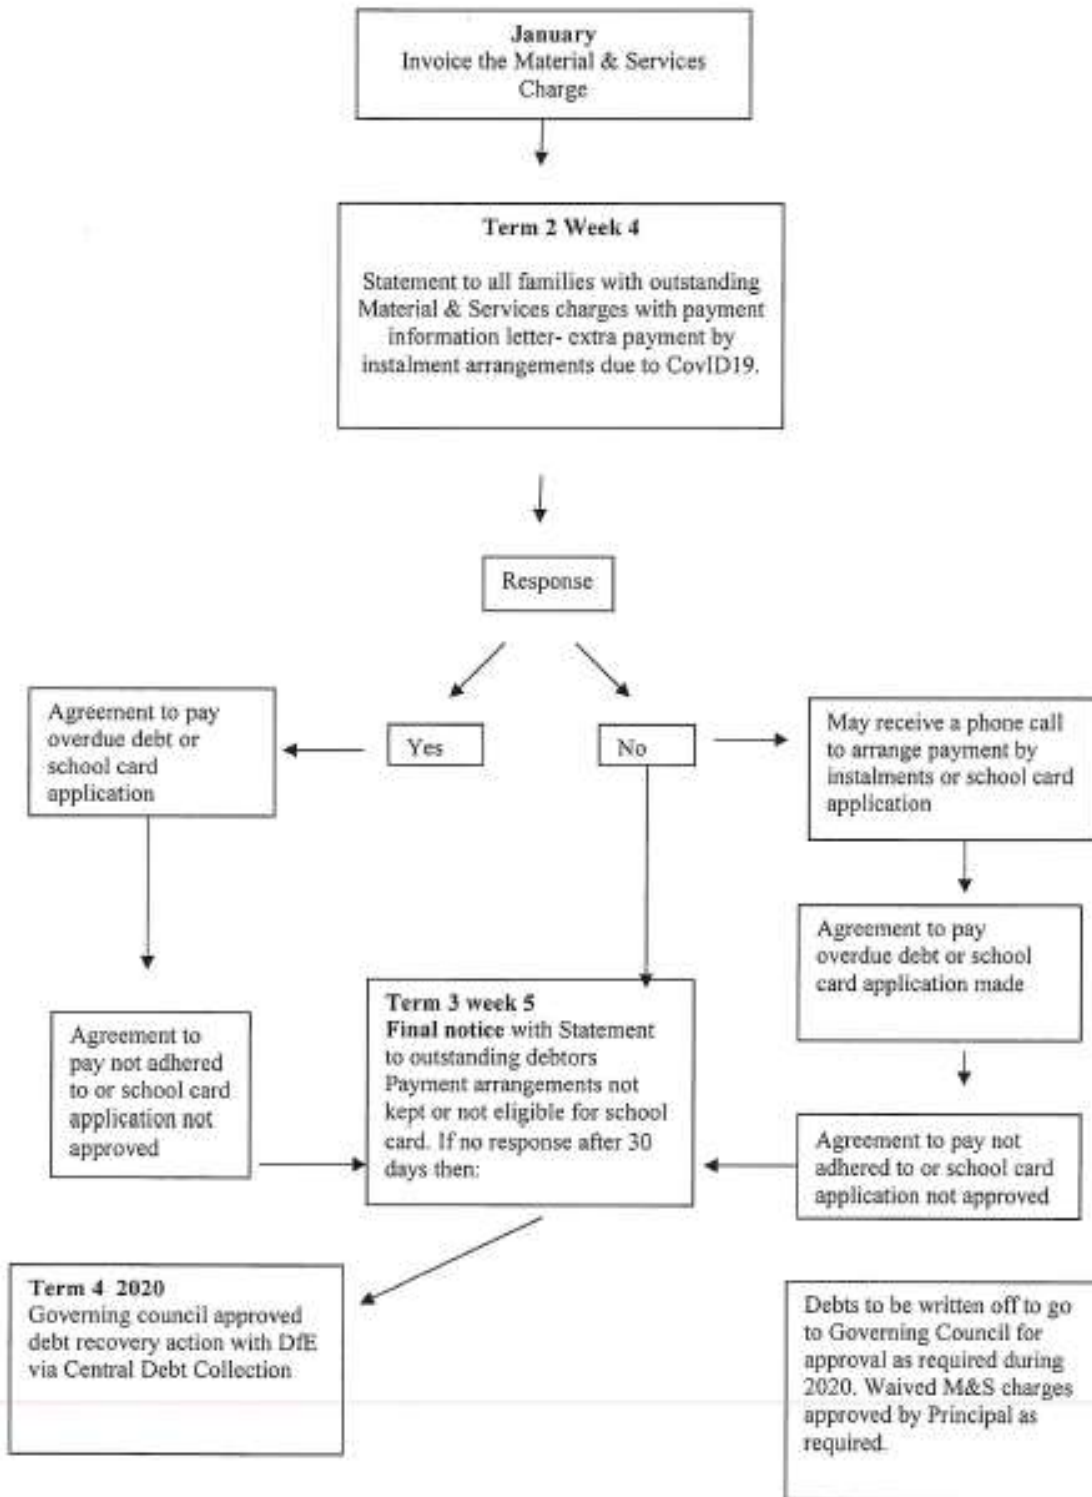 January
Invoice the Material & Services
Charge
Term 2 Week 4
Statement to all families with outstanding
Material & Services charges with payment
information letter- extra payment by
instalment arrangements due to CovID19.
Response
Yes
No
Agreement to pay
overdue debt or
school card
application
May receive a phone call
to arrange payment by
instalments or school card
application
Agreement to pay
overdue debt or school
card application made
Agreement to
pay not adhered
to or school card
application not
approved
Term 3 week 5
Final notice with Statement
to outstanding debtors
Payment arrangements not
kept or not eligible for school
card. If no response after 30
days then:
Agreement to pay not
adhered to or school card
application not approved
Term 4 2020
Governing council approved
debt recovery action with DfE
via Central Debt Collection
Debts to be written off to go
to Governing Council for
approval as required during
2020. Waived M&S charges
approved by Principal as
required.